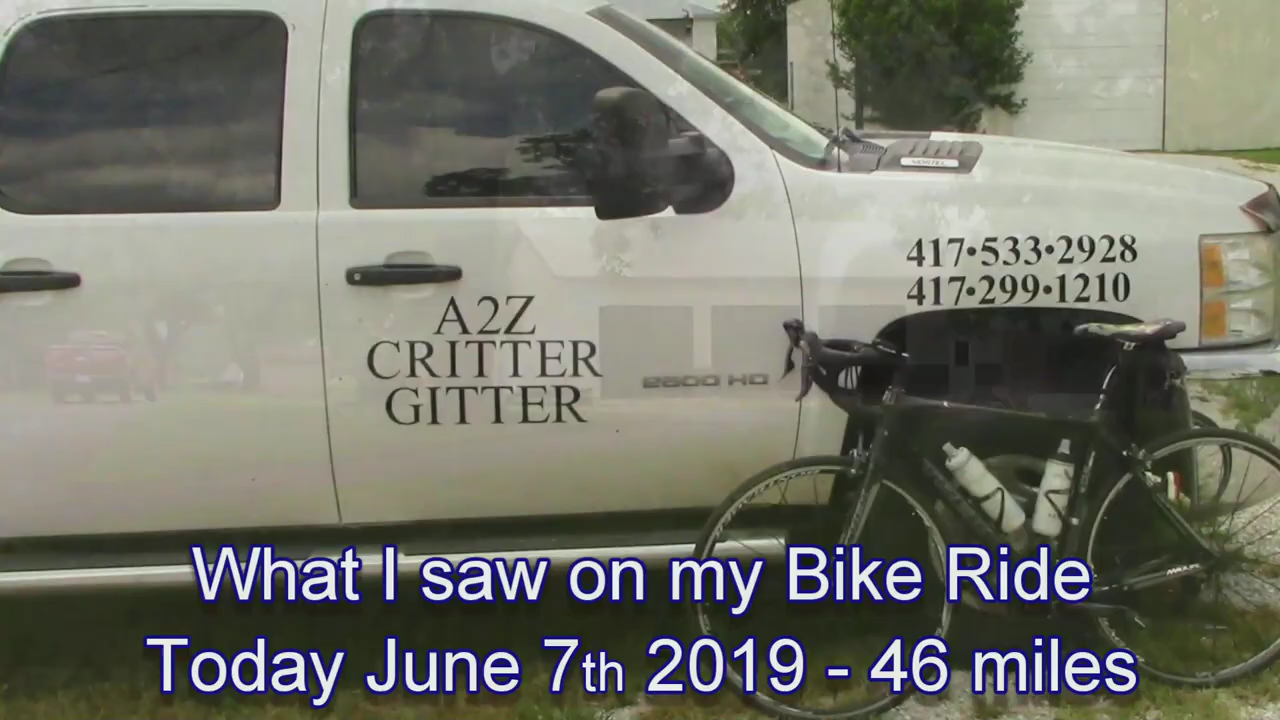 VORTEC
417•533•2928
417•299•1210
A2Z
CRITTER
GITTER
2500 HD
What I saw on my Bike Ride
Today June 7th 2019 - 46 miles